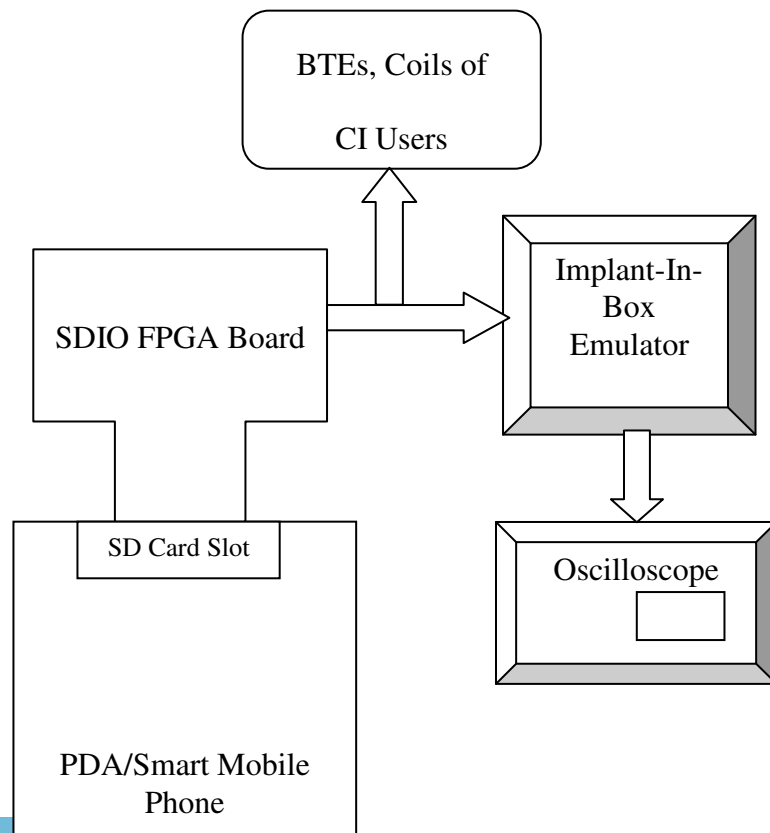 BTEs, Coils of
CI Users
Implant-In-
Box
Emulator
SDIO FPGA Board
SD Card Slot
Oscilloscope
PDA/Smart Mobile
Phone